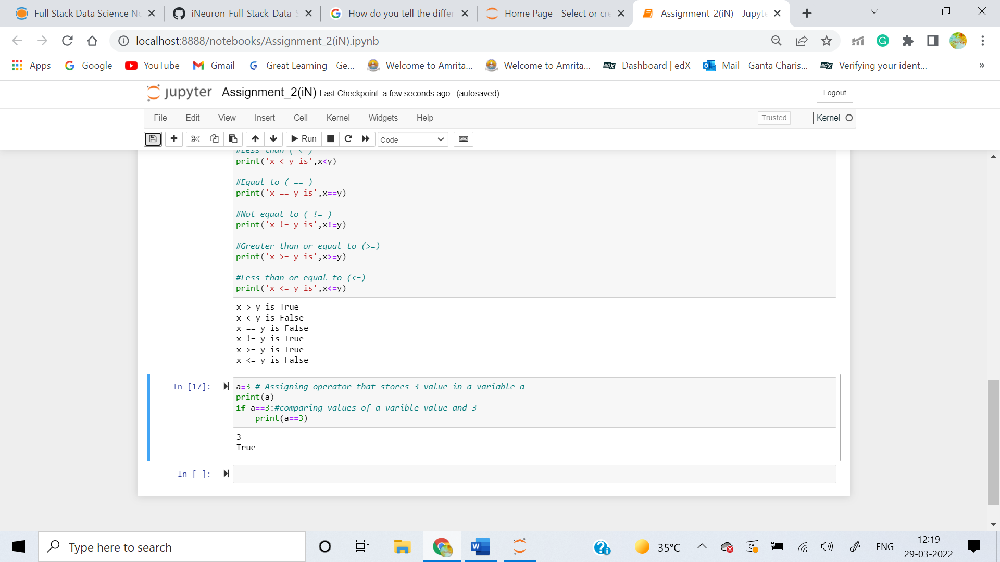 Full Stack Data Science No
iNeuron-Full-Stack-Data-S
How do you tell the differ
Home Page - Select or cre
Assignment_2(iN) - Jupyte
localhost:8888/notebooks/Assignment_2(iN).ipynb
Apps
Google
YouTube
Gmail
Great Learning - Ge...
Welcome to Amrita...
Welcome to Amrita...
edX Dashboard | edX
Mail - Ganta Charis...
edX Verifying your ident...
»
jupyter Assignment_2(iN) Last Checkpoint: a few seconds ago (autosaved)
Logout
File Edit View Insert Cell Kernel Widgets Help
Trusted
Kernel
Run
Code
#Less than ( < )
print('x < y is',x<y)
#Equal to ( == )
print('x == y is',x==y)
#Not equal to ( != )
print('x != y is',x!=y)
#Greater than or equal to (>=)
print('x >= y is',x>=y)
#Less than or equal to (<=)
print('x <= y is',x<=y)
x > y is True
x < y is False
x == y is False
x != y is True
x >= y is True
x <= y is False
In [17]:
a=3 # Assigning operator that stores 3 value in a variable a
print(a)
if a==3:#comparing values of a varible value and 3
    print(a==3)
3
True
In [ ]:
Type here to search
35°C
ENG
12:19
29-03-2022